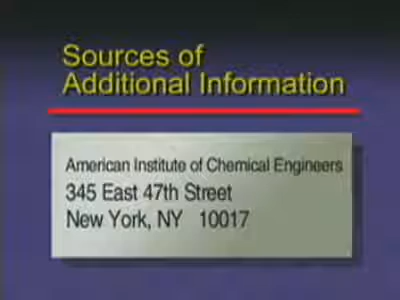 Sources of
Additional Information
American Institute of Chemical Engineers
345 East 47th Street
New York, NY 10017